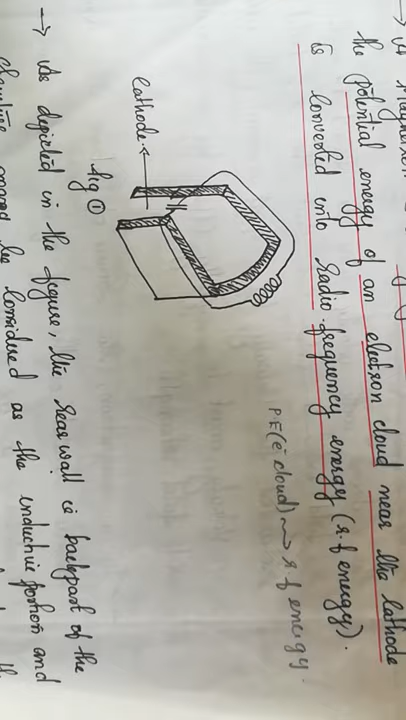 the potential energy of an electron cloud near the cathode
is converted into Radio-frequency energy (r.f energy).
PE(e⁻ cloud) ⟿ r.f energy.
Cathode
fig ①
→ As depicted in the figure, the rear wall ie backpart of the
be considered as the inductive portion and